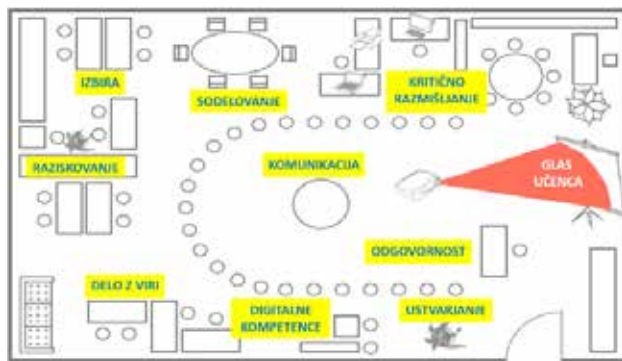 IZBIRA
SODELOVANJE
KRITIČNO
RAZMIŠLJANJE
RAZISKOVANJE
KOMUNIKACIJA
GLAS
UČENCA
ODGOVORNOST
DELO Z VIRI
DIGITALNE
KOMPETENCE
USTVARJANJE